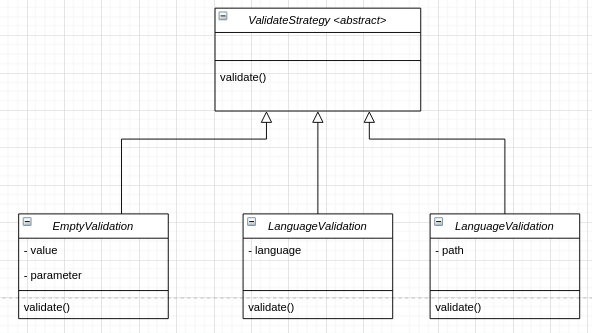 ValidateStrategy <abstract>
validate()
EmptyValidation
- value
- parameter
validate()
LanguageValidation
- language
validate()
LanguageValidation
- path
validate()